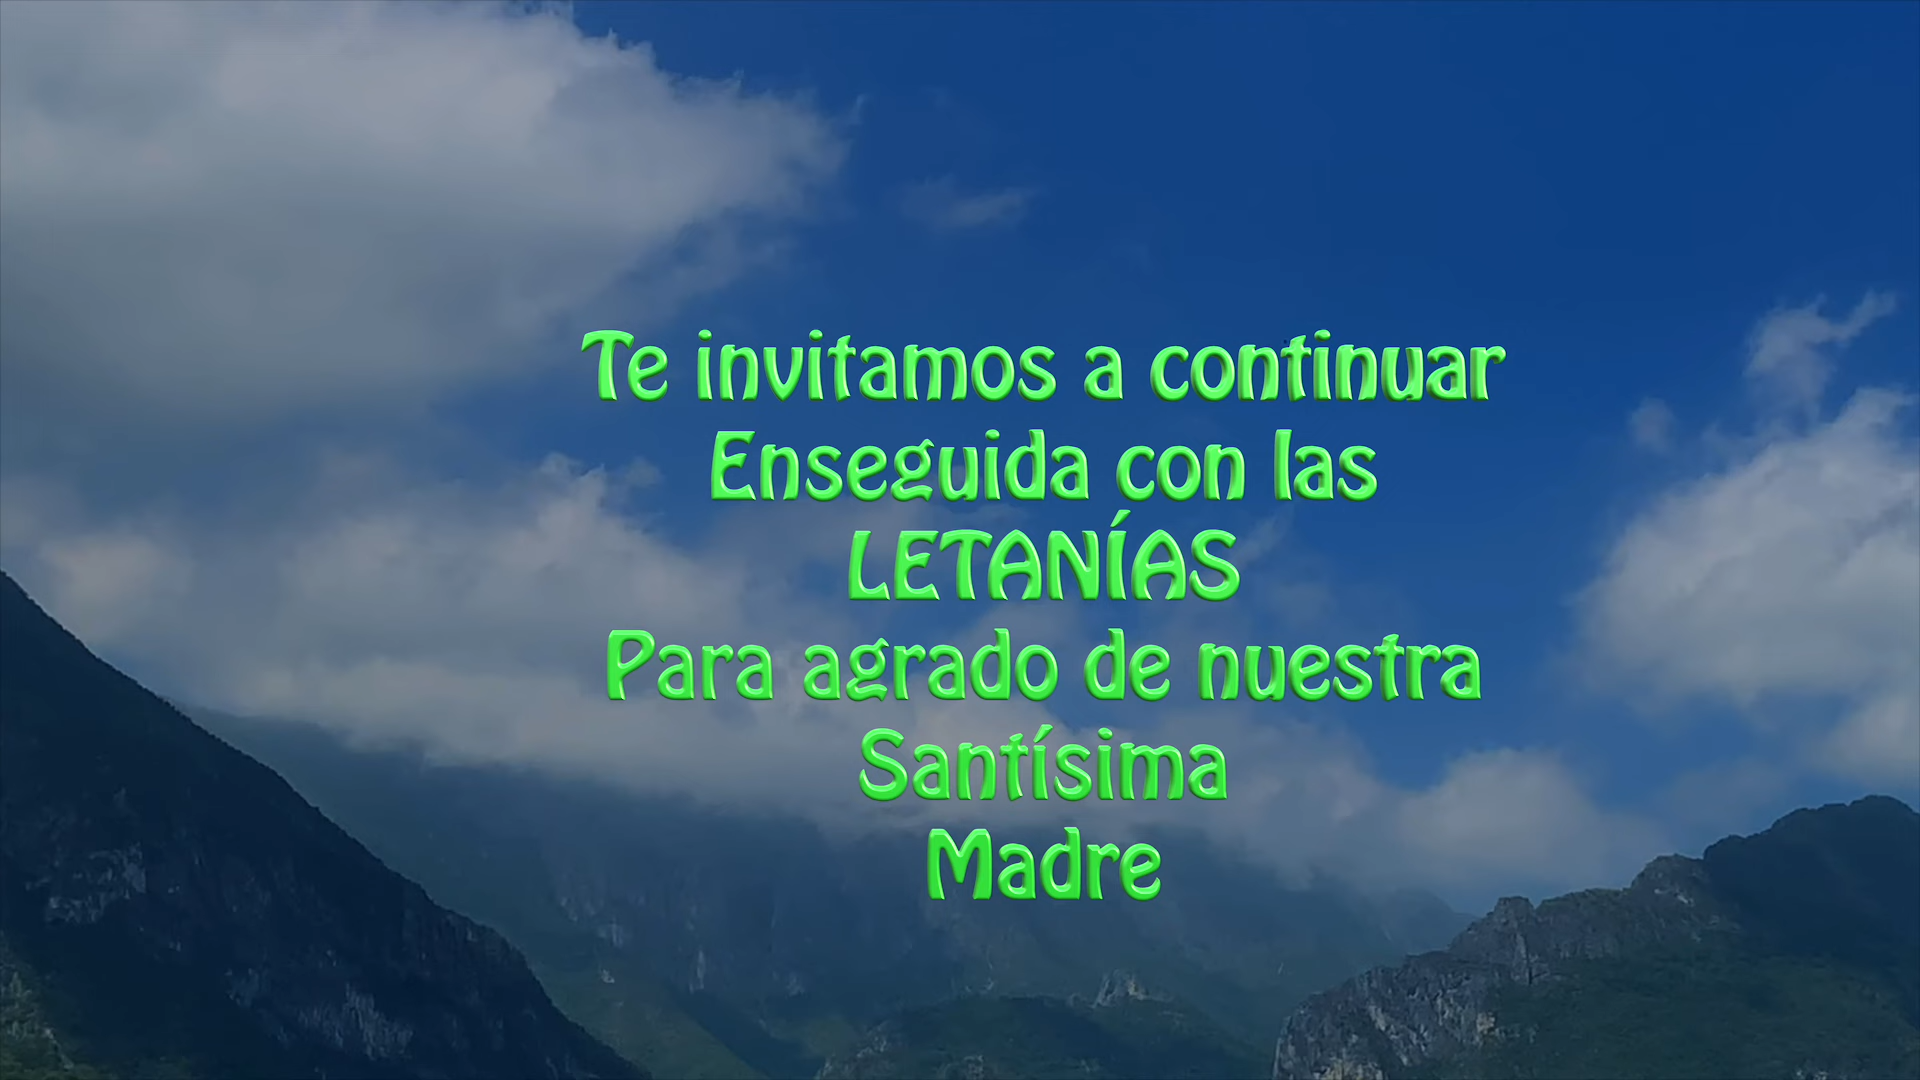 Te invitamos a continuar
Enseguida con las
LETANÍAS
Para agrado de nuestra
Santísima
Madre